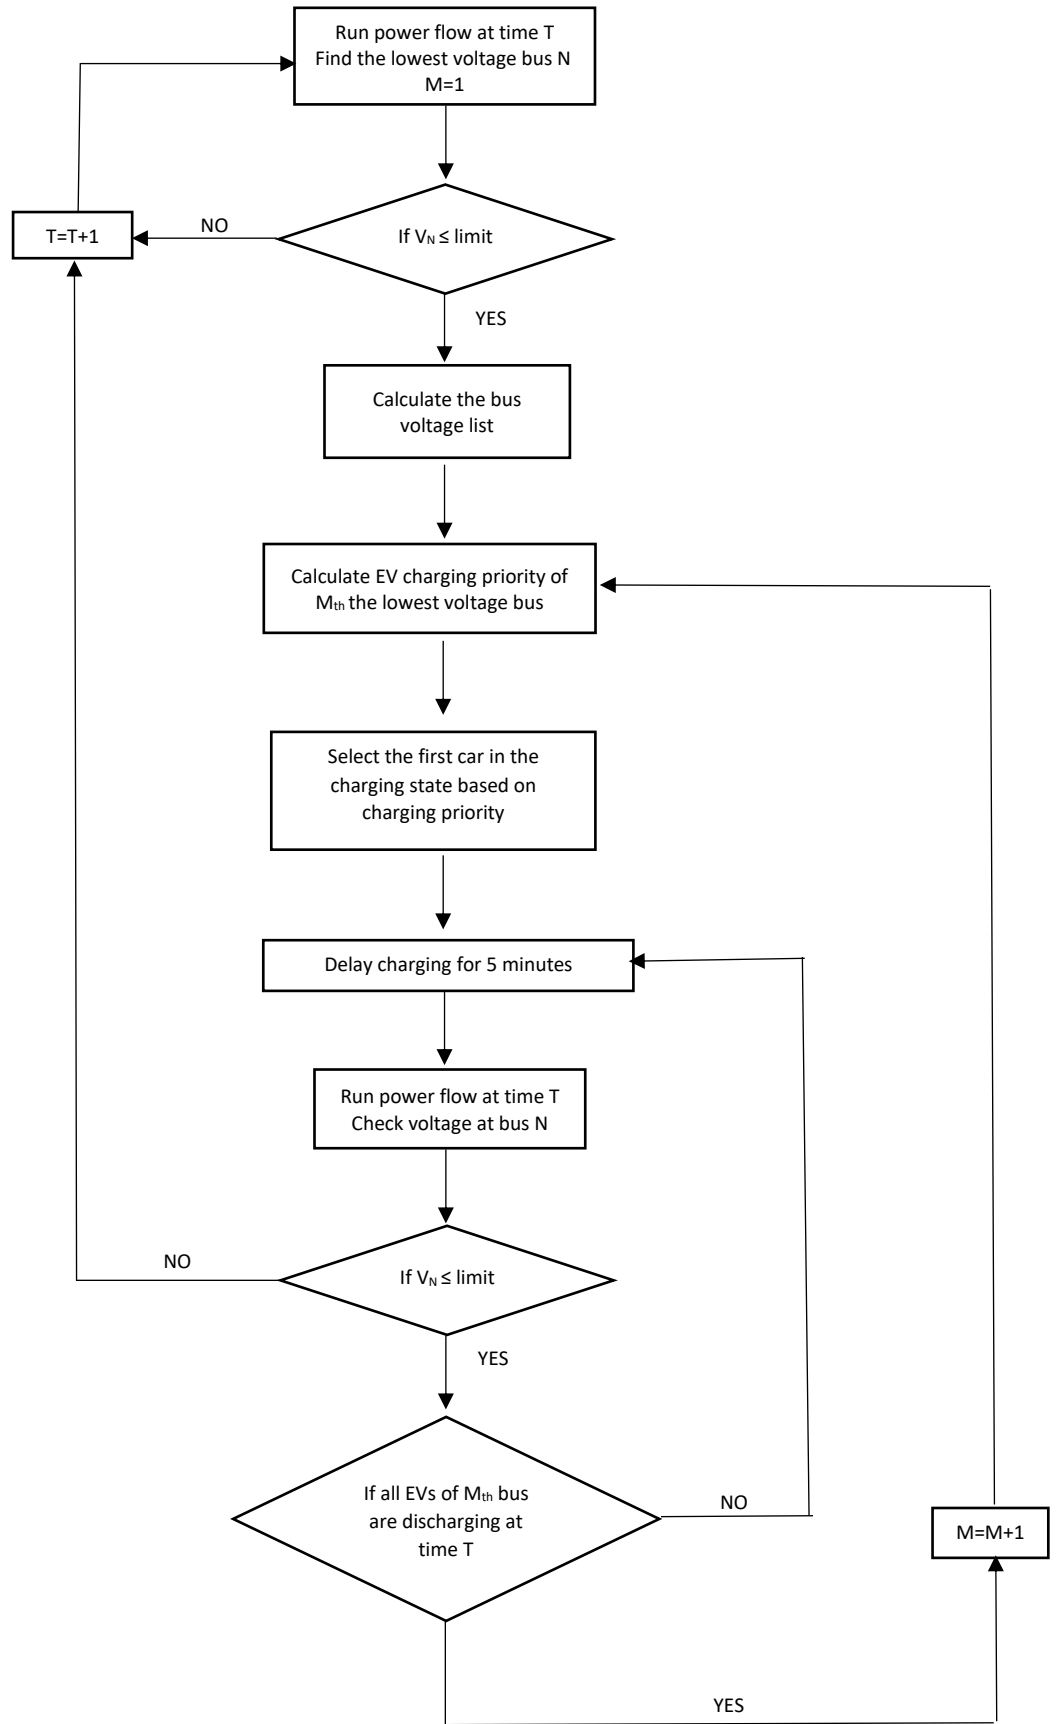 Run power flow at time T
Find the lowest voltage bus N
M=1
T=T+1
NO
If VN ≤ limit
YES
Calculate the bus
voltage list
Calculate EV charging priority of
Mth the lowest voltage bus
Select the first car in the
charging state based on
charging priority
Delay charging for 5 minutes
Run power flow at time T
Check voltage at bus N
NO
If VN ≤ limit
YES
If all EVs of Mth bus
are discharging at
time T
NO
M=M+1
YES